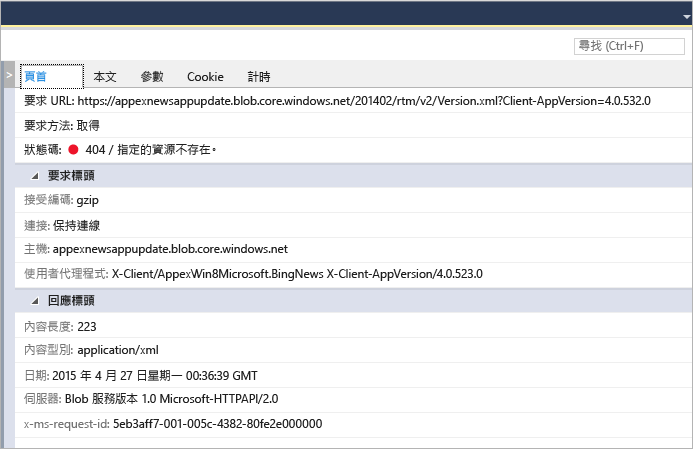 尋找 (Ctrl+F)
頁首 本文 參數 Cookie 計時
要求 URL: https://appexnewsappupdate.blob.core.windows.net/201402/rtm/v2/Version.xml?Client-AppVersion=4.0.532.0
要求方法: 取得
狀態碼: 404 / 指定的資源不存在。
要求標頭
接受編碼: gzip
連接: 保持連線
主機: appexnewsappupdate.blob.core.windows.net
使用者代理程式: X-Client/AppexWin8Microsoft.BingNews X-Client-AppVersion/4.0.523.0
回應標頭
內容長度: 223
內容型別: application/xml
日期: 2015 年 4 月 27 日星期一 00:36:39 GMT
伺服器: Blob 服務版本 1.0 Microsoft-HTTPAPI/2.0
x-ms-request-id: 5eb3aff7-001-005c-4382-80fe2e000000